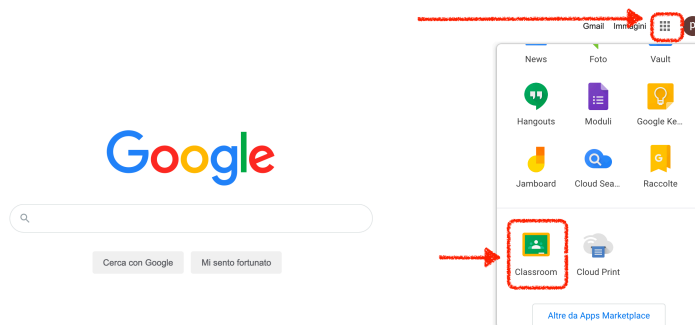 Gmail Immagini
P
News Foto Vault
Hangouts Moduli Google Ke...
G
Jamboard Cloud Sea... Raccolte
Google
Cerca con Google Mi sento fortunato
Classroom Cloud Print
Altre da Apps Marketplace